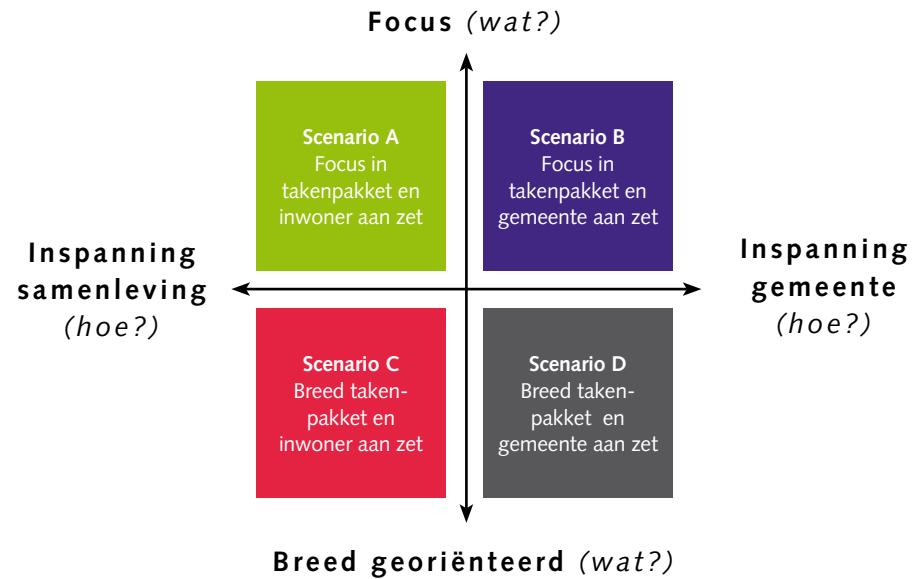 Focus (wat?)
Scenario A
Focus in
takenpakket en
inwoner aan zet
Scenario B
Focus in
takenpakket en
gemeente aan zet
Inspanning
samenleving
(hoe?)
Inspanning
gemeente
(hoe?)
Scenario C
Breed taken-
pakket en
inwoner aan zet
Scenario D
Breed taken-
pakket en
gemeente aan zet
Breed georiënteerd (wat?)